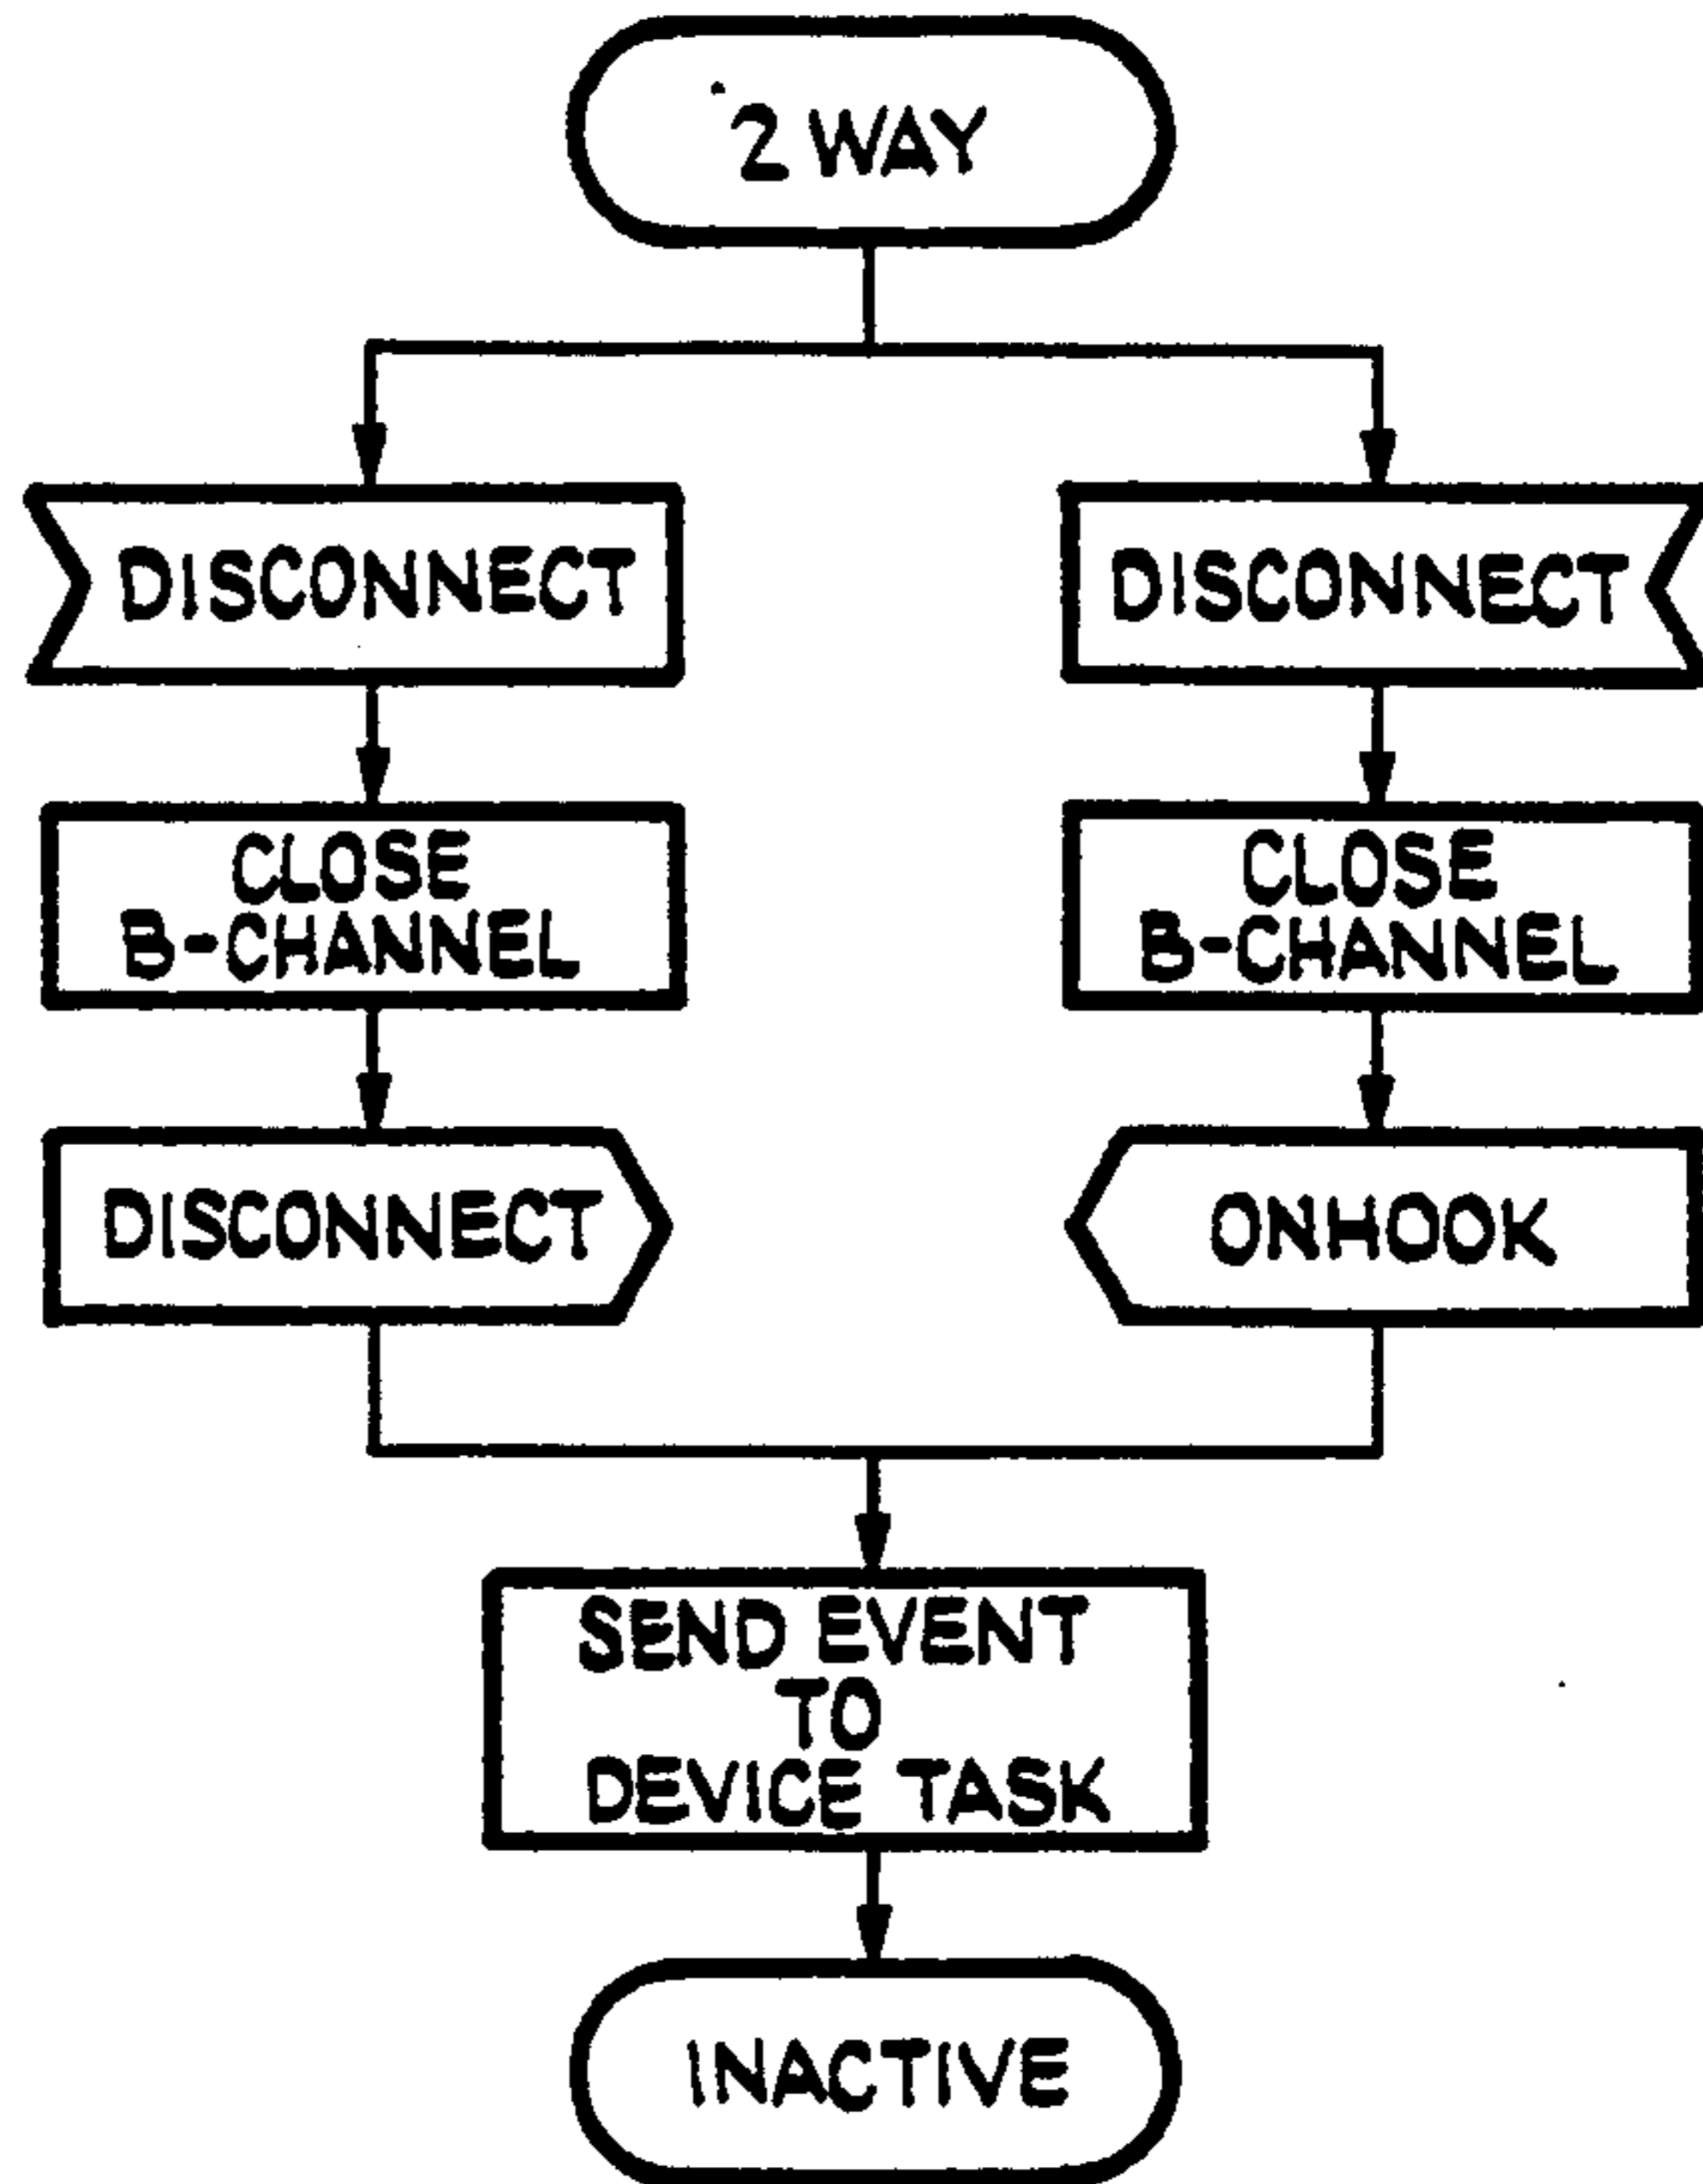 2 WAY
DISCONNECT
DISCONNECT
CLOSE
B-CHANNEL
CLOSE
B-CHANNEL
DISCONNECT
ONHOOK
SEND EVENT
TO
DEVICE TASK
INACTIVE